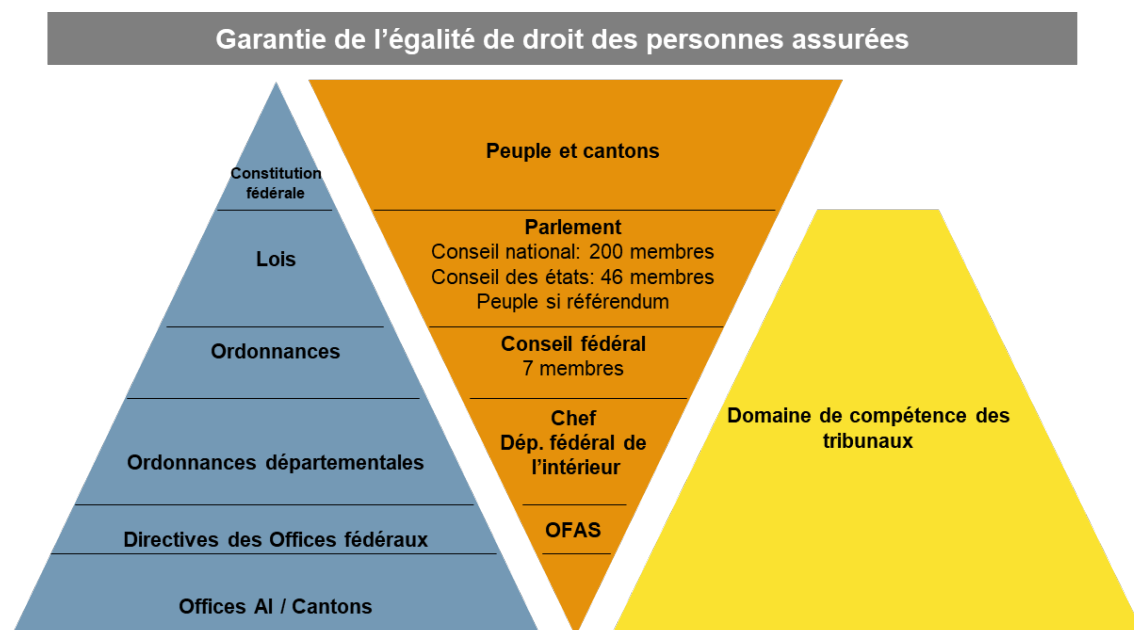 Garantie de l’égalité de droit des personnes assurées
Constitution
fédérale
Lois
Ordonnances
Ordonnances départementales
Directives des Offices fédéraux
Offices AI / Cantons
Peuple et cantons
Parlement
Conseil national: 200 membres
Conseil des états: 46 membres
Peuple si référendum
Conseil fédéral
7 membres
Chef
Dép. fédéral de
l’intérieur
OFAS
Domaine de compétence des
tribunaux